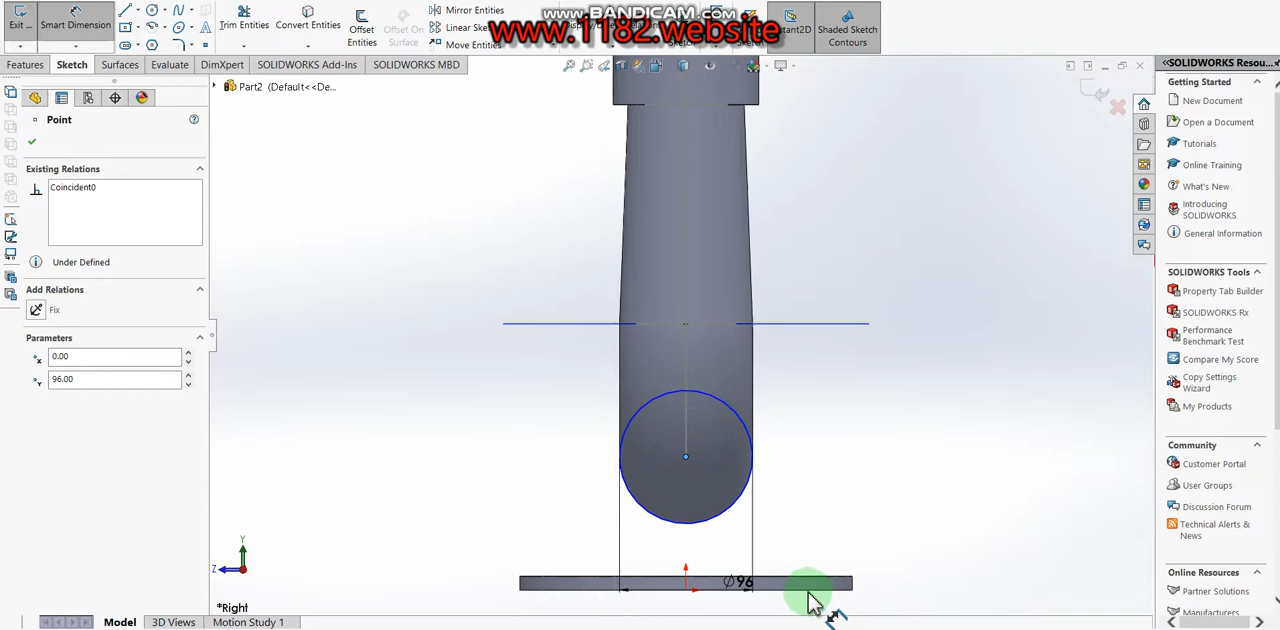 Exit ...
Smart Dimension
Trim Entities
Convert Entities
Offset Entities
Offset On Surface
Mirror Entities
Linear Sk
Move Entities
www.BANDICAM.com
www.1182.website
Shaded Sketch Contours
Features
Sketch
Surfaces
Evaluate
DimXpert
SOLIDWORKS Add-Ins
SOLIDWORKS MBD
Part2 (Default<<De...
Point
Existing Relations
Coincident0
Under Defined
Add Relations
Fix
Parameters
0.00
96.00
Ø96
Y
Z
*Right
Model
3D Views
Motion Study 1
SOLIDWORKS Resou...
Getting Started
New Document
Open a Document
Tutorials
Online Training
What's New
Introducing SOLIDWORKS
General Information
SOLIDWORKS Tools
Property Tab Builder
SOLIDWORKS Rx
Performance Benchmark Test
Compare My Score
Copy Settings Wizard
My Products
Community
Customer Portal
User Groups
Discussion Forum
Technical Alerts & News
Online Resources
Partner Solutions
Manufacturers